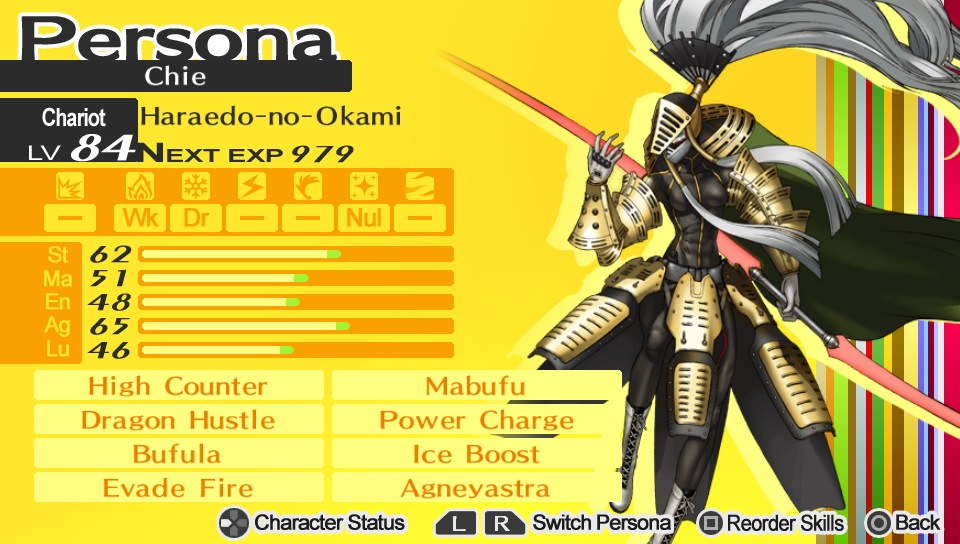 Persona
Chie
Chariot Haraedo-no-Okami
LV 84 NEXT EXP 979
— Wk Dr — — Nul —
St 62
Ma 51
En 48
Ag 65
Lu 46
High Counter Mabufu
Dragon Hustle Power Charge
Bufula Ice Boost
Evade Fire Agneyastra
Character Status L R Switch Persona Reorder Skills Back